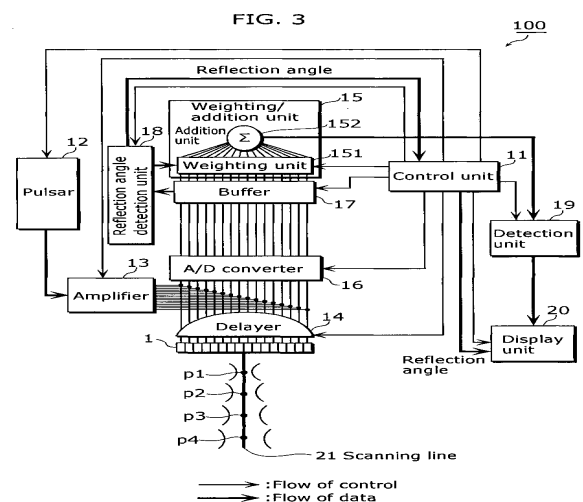 FIG. 3
100
Reflection angle
Weighting/
addition unit
15
Addition
unit
Σ
152
12
18
Weighting unit
151
11
Pulsar
Reflection angle
detection unit
Buffer
17
Control unit
19
Detection
unit
13
A/D converter
16
Amplifier
Delayer
14
20
1
Display
unit
Reflection
angle
p1
p2
p3
p4
21 Scanning line
:Flow of control
:Flow of data